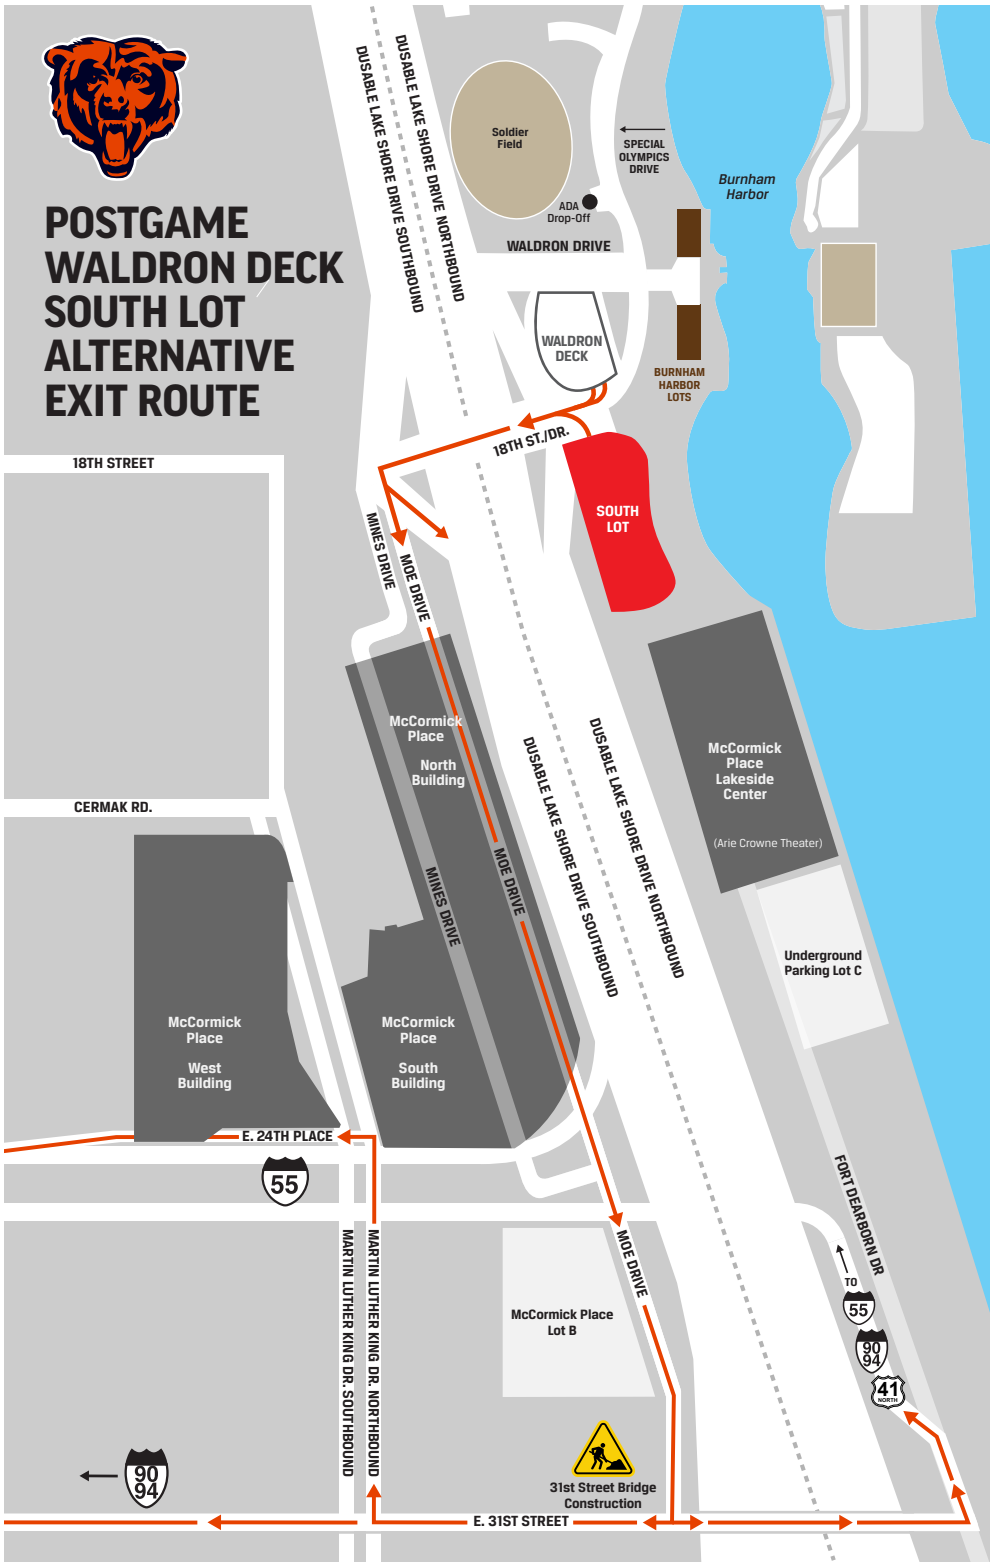 POSTGAME
WALDRON DECK
SOUTH LOT
ALTERNATIVE
EXIT ROUTE
DUSABLE LAKE SHORE DRIVE SOUTHBOUND
DUSABLE LAKE SHORE DRIVE NORTHBOUND
Soldier
Field
SPECIAL
OLYMPICS
DRIVE
Burnham
Harbor
ADA
Drop-Off
WALDRON DRIVE
WALDRON
DECK
BURNHAM
HARBOR
LOTS
18TH ST./DR.
18TH STREET
SOUTH
LOT
MINES DRIVE
MOE DRIVE
McCormick
Place
North
Building
DUSABLE LAKE SHORE DRIVE SOUTHBOUND
DUSABLE LAKE SHORE DRIVE NORTHBOUND
McCormick
Place
Lakeside
Center
(Arie Crowne Theater)
CERMAK RD.
MINES DRIVE
MOE DRIVE
Underground
Parking Lot C
McCormick
Place
West
Building
McCormick
Place
South
Building
E. 24TH PLACE
55
FORT DEARBORN DR
MARTIN LUTHER KING DR. SOUTHBOUND
MARTIN LUTHER KING DR. NORTHBOUND
MOE DRIVE
McCormick Place
Lot B
TO
55
90
94
41
NORTH
90
94
31st Street Bridge
Construction
E. 31ST STREET